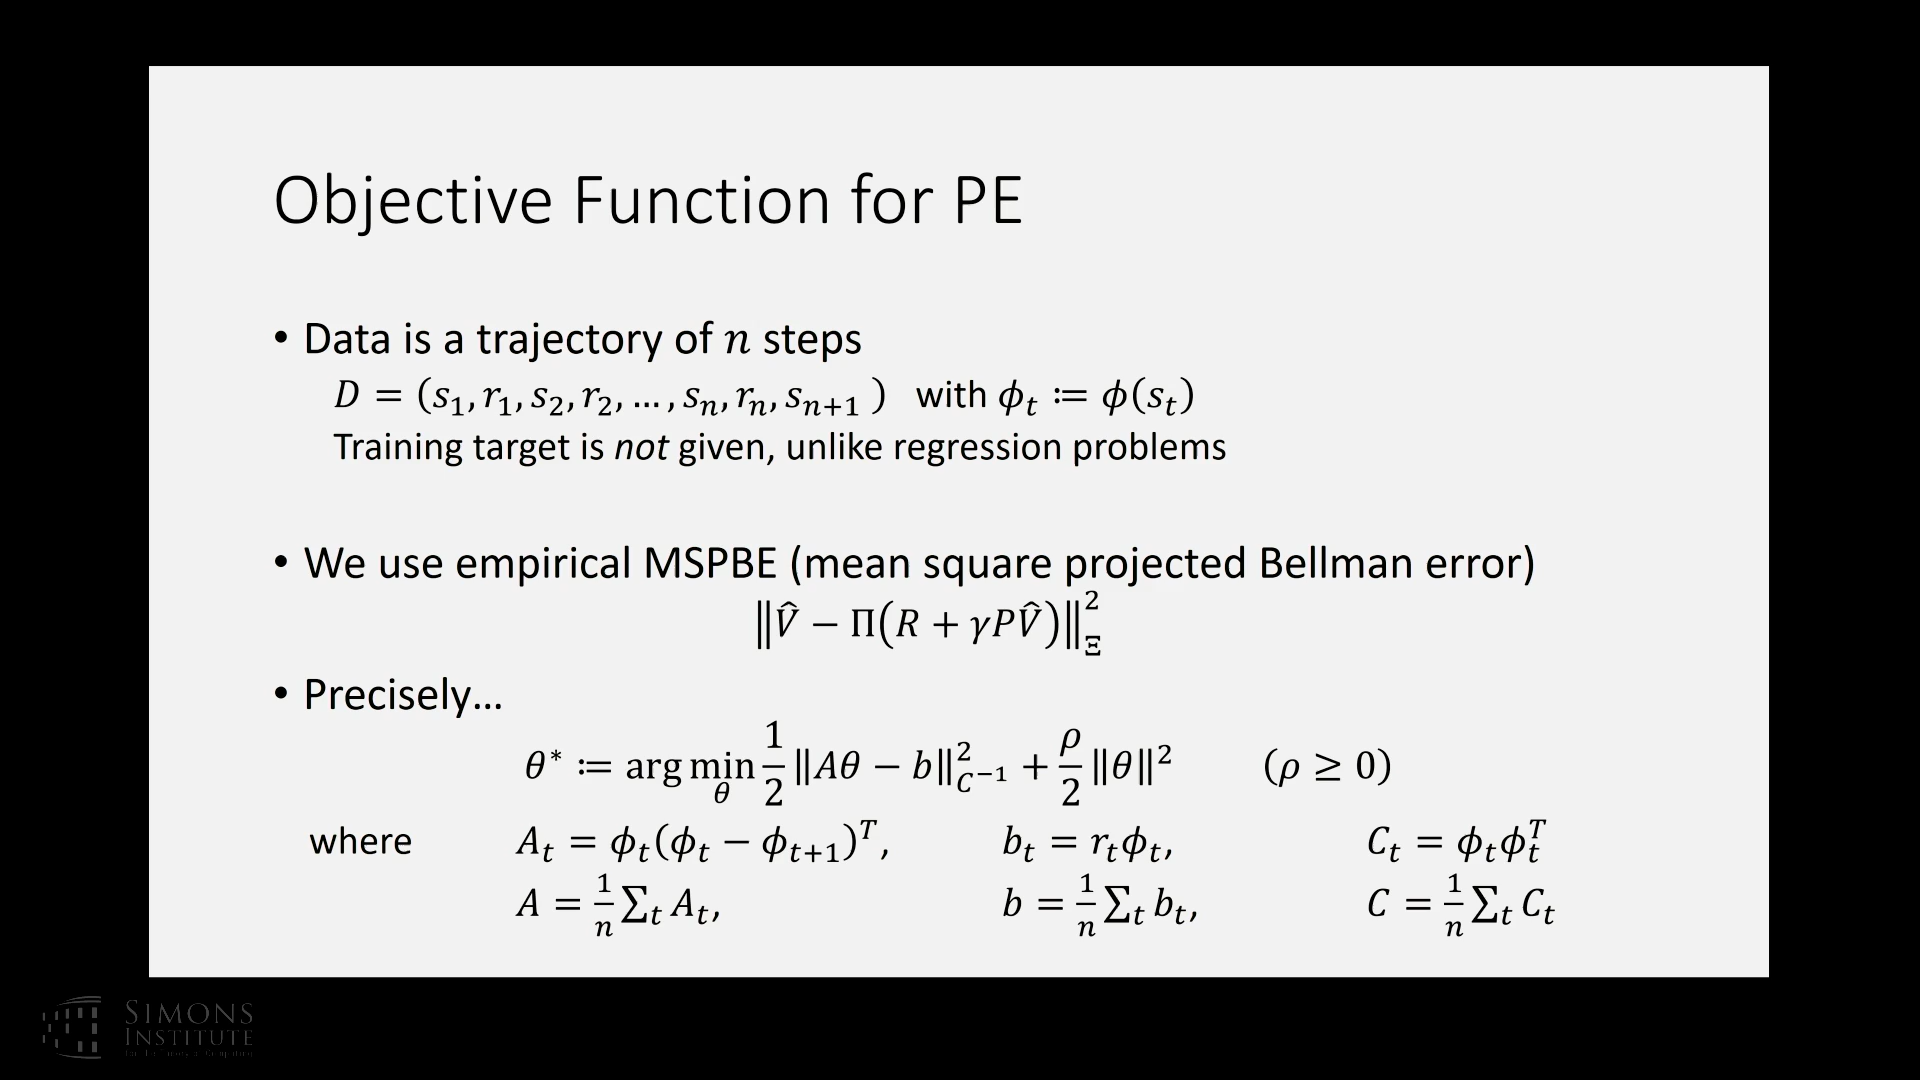 Objective Function for PE
• Data is a trajectory of n steps
D = (s₁, r₁, s₂, r₂, … , sₙ, rₙ, sₙ₊₁ ) with ϕₜ ≔ ϕ(sₜ)
Training target is not given, unlike regression problems
• We use empirical MSPBE (mean square projected Bellman error)
‖V̂ − Π(R + γPV̂)‖²_Ξ
• Precisely…
θ* ≔ arg min_θ 1/2 ‖Aθ − b‖²_{C⁻¹} + ρ/2 ‖θ‖² (ρ ≥ 0)
where Aₜ = ϕₜ(ϕₜ − ϕₜ₊₁)ᵀ, bₜ = rₜϕₜ, Cₜ = ϕₜϕₜᵀ
A = 1/n ∑ₜ Aₜ, b = 1/n ∑ₜ bₜ, C = 1/n ∑ₜ Cₜ
SIMONS
INSTITUTE